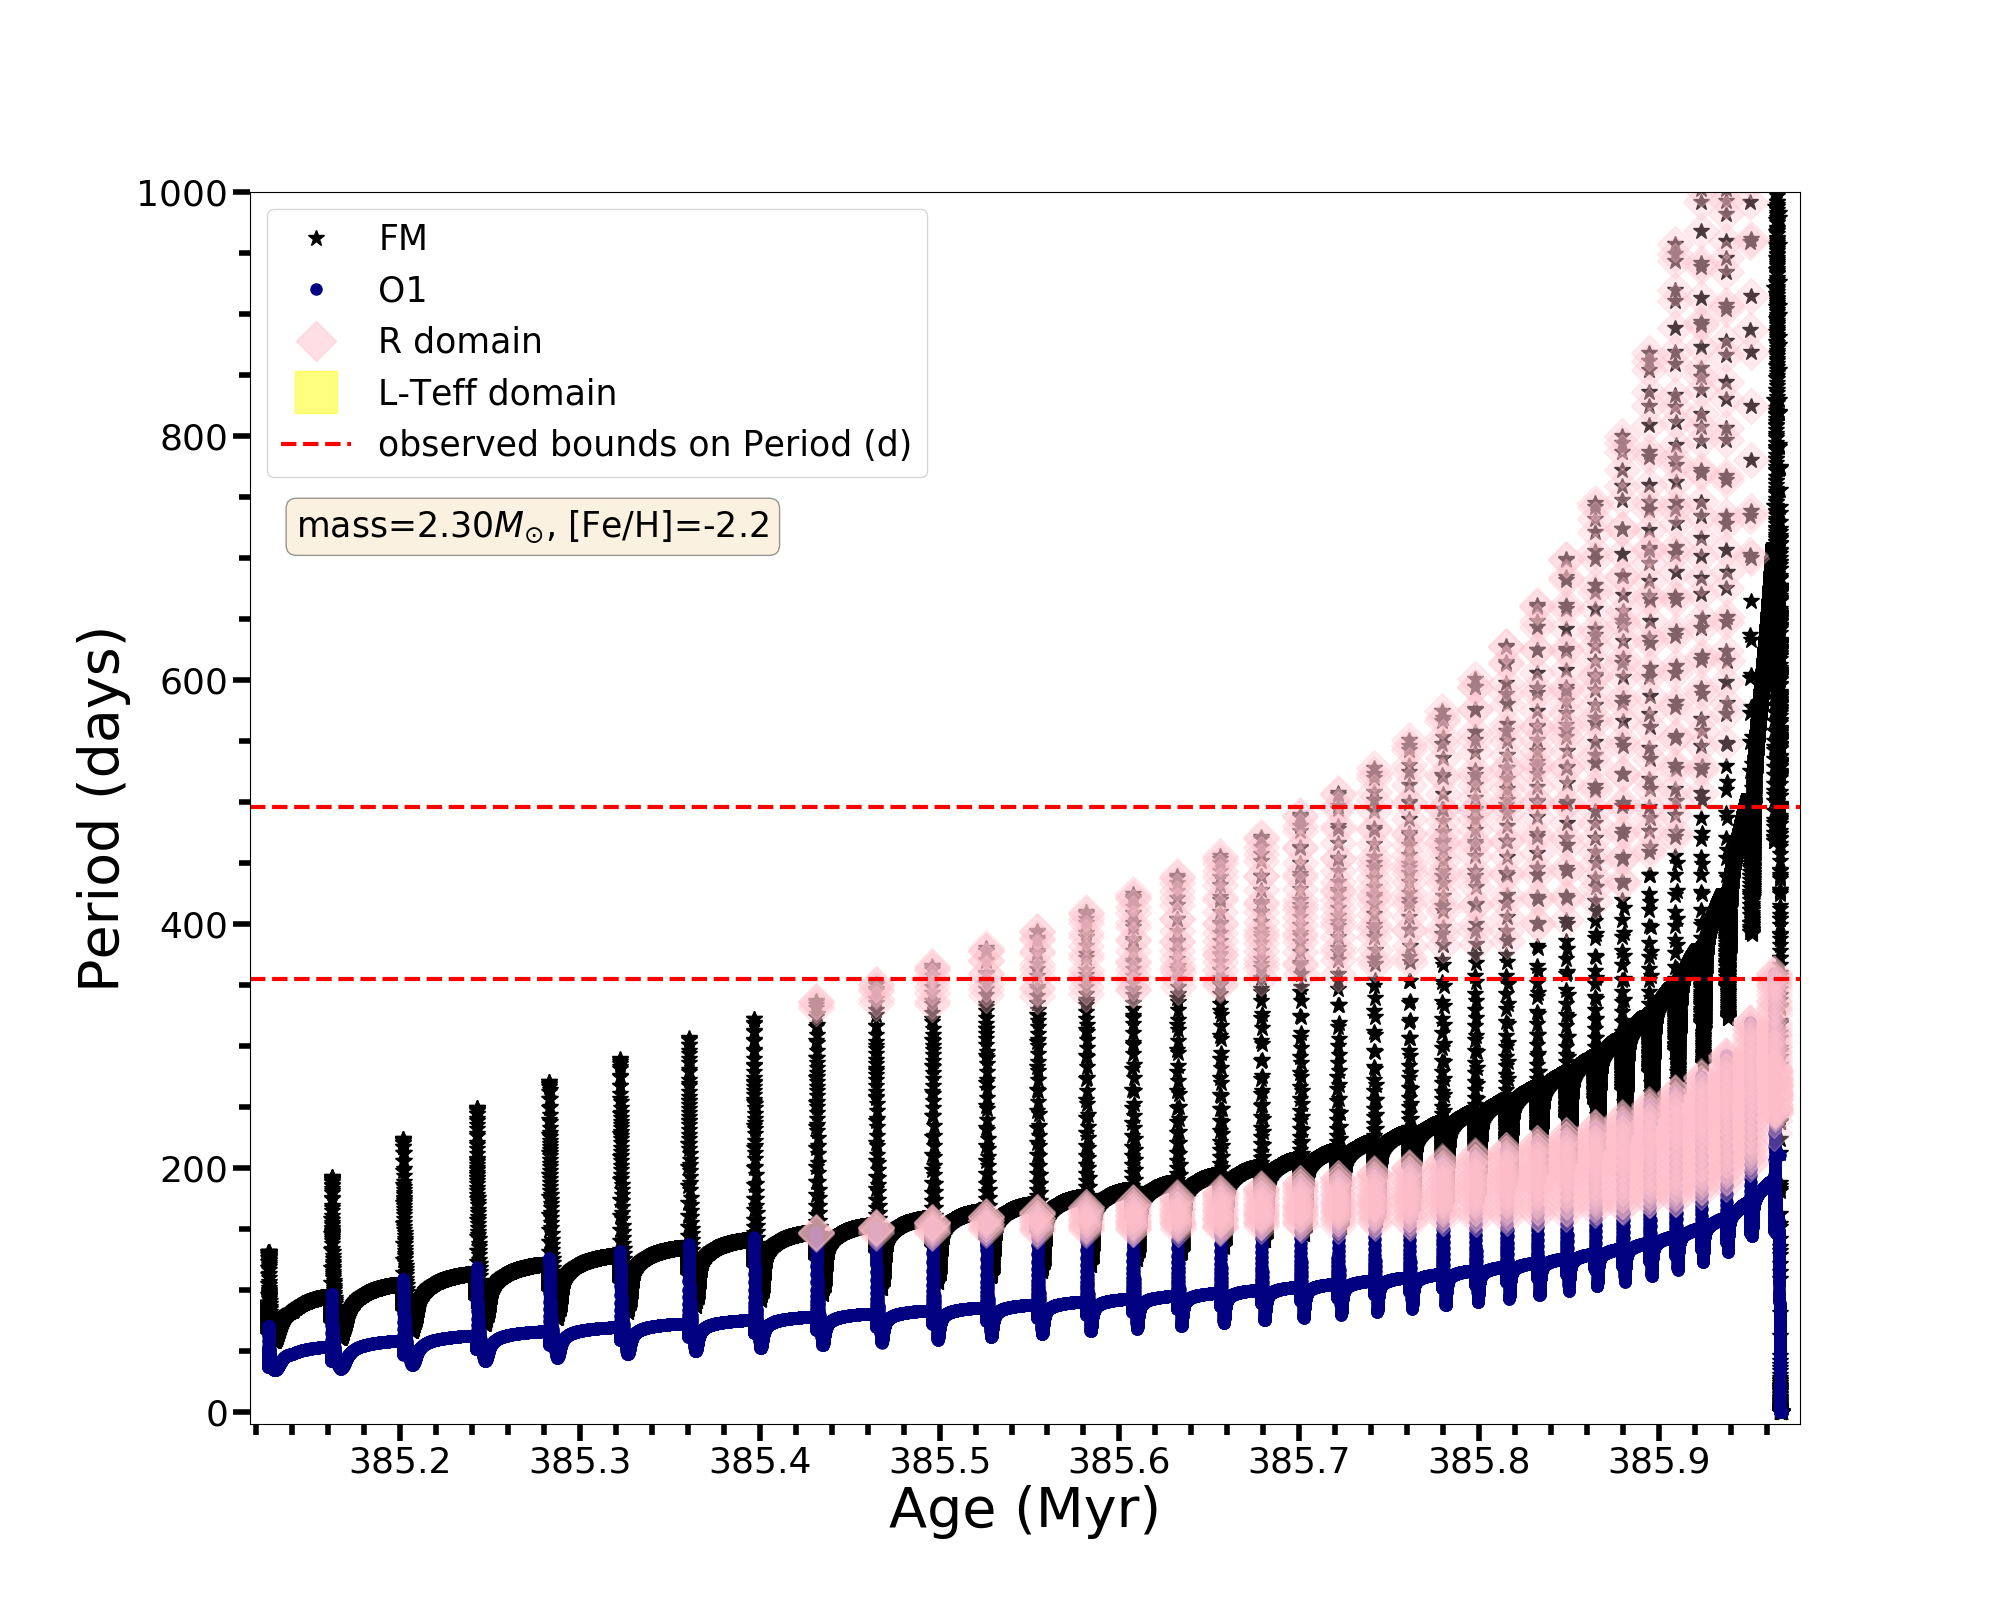 1000
800
600
400
200
0
Period (days)
FM
O1
R domain
L-Teff domain
observed bounds on Period (d)
mass=2.30M⊙, [Fe/H]=-2.2
385.2 385.3 385.4 385.5 385.6 385.7 385.8 385.9
Age (Myr)